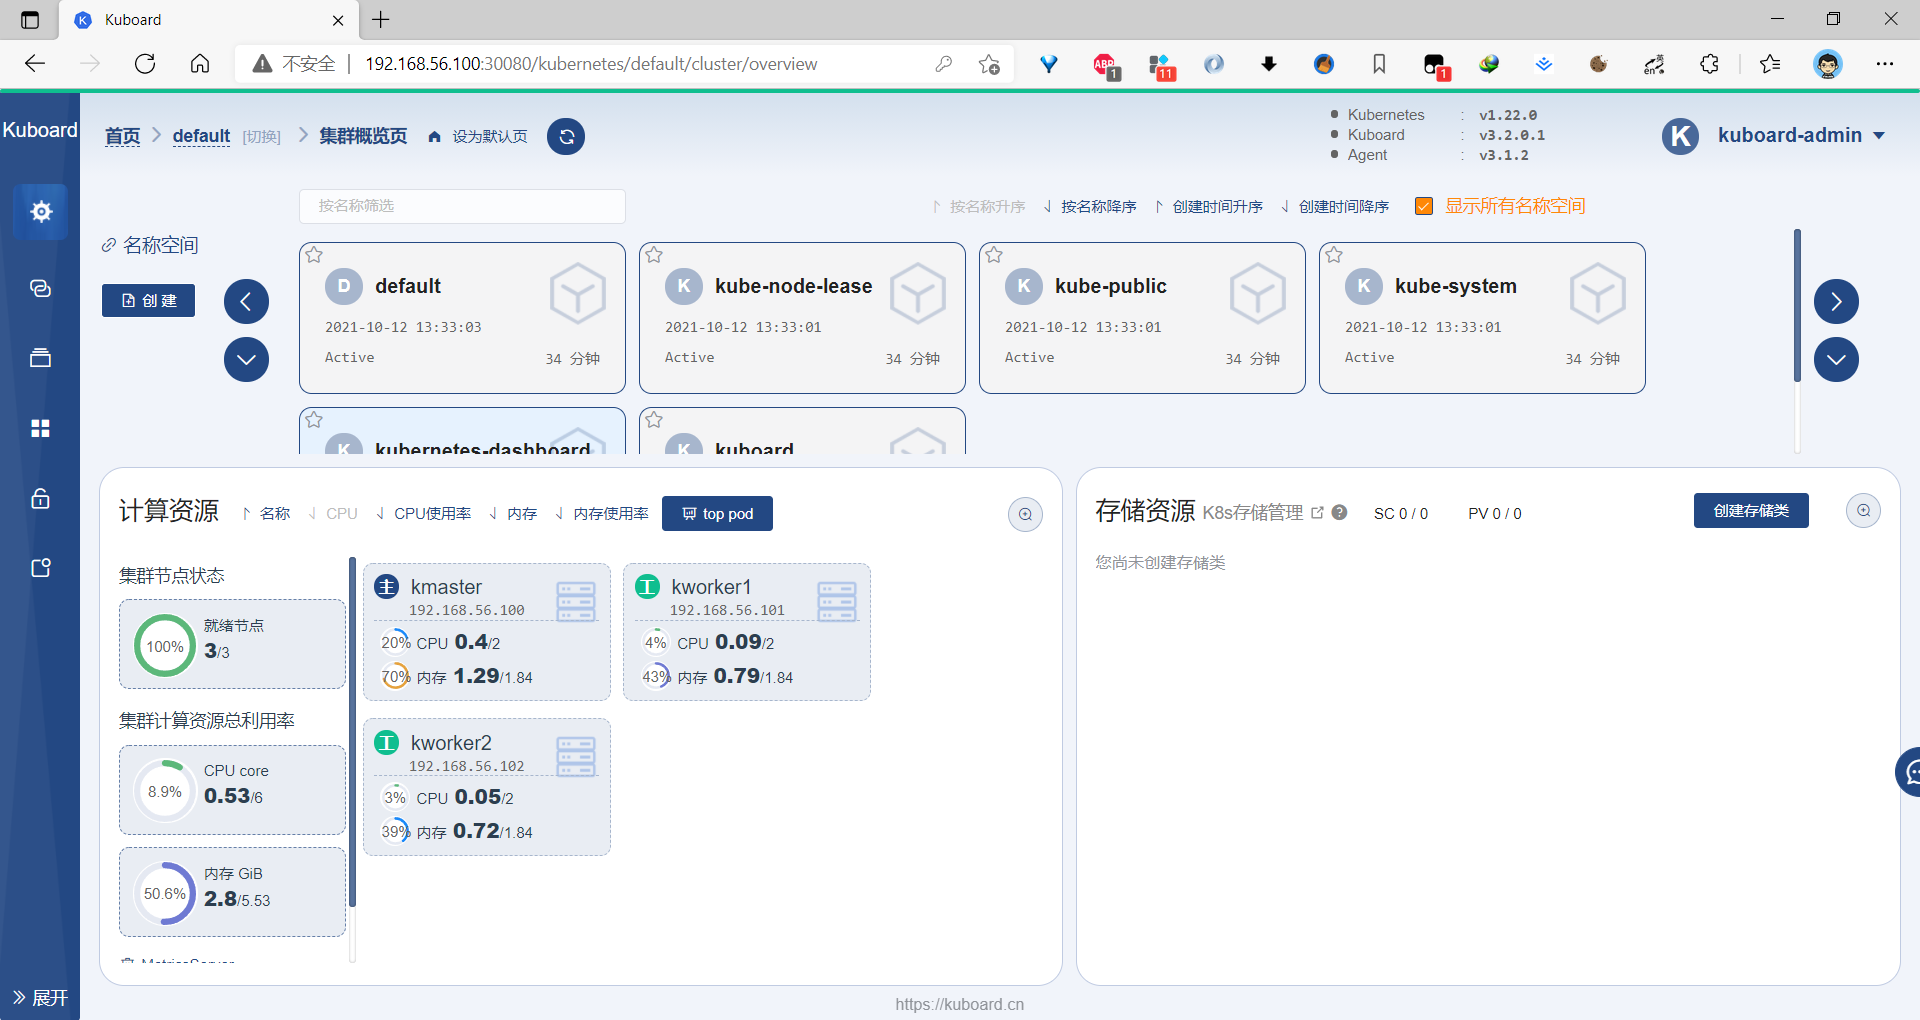 Kuboard
不安全 | 192.168.56.100:30080/kubernetes/default/cluster/overview
ABP 1
11
1
英
en
Kuboard
首页 > default [切换] > 集群概览页 设为默认页
Kubernetes : v1.22.0
Kuboard : v3.2.0.1
Agent : v3.1.2
K kuboard-admin
按名称筛选
按名称升序 按名称降序 创建时间升序 创建时间降序 显示所有名称空间
名称空间
创 建
D default
2021-10-12 13:33:03
Active 34 分钟
K kube-node-lease
2021-10-12 13:33:01
Active 34 分钟
K kube-public
2021-10-12 13:33:01
Active 34 分钟
K kube-system
2021-10-12 13:33:01
Active 34 分钟
K kubernetes-dashboard
K kuboard
计算资源 名称 CPU CPU使用率 内存 内存使用率 top pod
集群节点状态
100%
就绪节点
3/3
集群计算资源总利用率
8.9%
CPU core
0.53/6
50.6%
内存 GiB
2.8/5.53
MetricsServer
主 kmaster
192.168.56.100
20% CPU 0.4/2
70% 内存 1.29/1.84
工 kworker1
192.168.56.101
4% CPU 0.09/2
43% 内存 0.79/1.84
工 kworker2
192.168.56.102
3% CPU 0.05/2
39% 内存 0.72/1.84
存储资源 K8s存储管理 SC 0 / 0 PV 0 / 0 创建存储类
您尚未创建存储类
展开
https://kuboard.cn